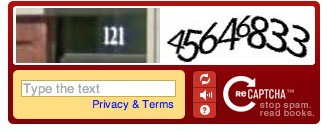 121
45646833
Type the text
Privacy & Terms
ReCAPTCHA™
stop spam.
read books.